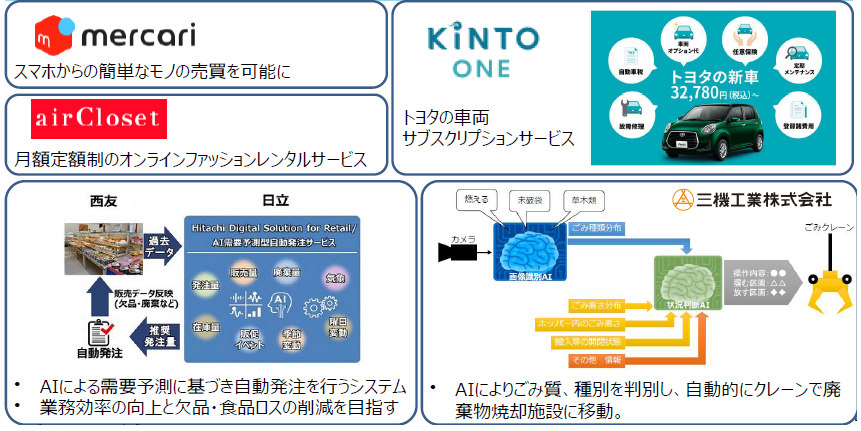 mercari
スマホからの簡単なモノの売買を可能に
airCloset
月額定額制のオンラインファッションレンタルサービス
KINTO
ONE
トヨタの車両
サブスクリプションサービス
車両
オプション代
任意保険
自動車税
定期
メンテナンス
トヨタの新車
32,780円(税込)~
故障修理
登録諸費用
西友
日立
過去
データ
Hitachi Digital Solution for Retail/
AI需要予測型自動発注サービス
発注量
販売量
廃棄量
気象
AI
在庫量
販促
イベント
季節
変動
曜日
変動
販売データ反映
(欠品・廃棄など)
推奨
発注量
自動発注
• AIによる需要予測に基づき自動発注を行うシステム
• 業務効率の向上と欠品・食品ロスの削減を目指す
三機工業株式会社
燃える
未破袋
草木類
カメラ
画像識別AI
ごみ種類分布
ごみクレーン
状況判断AI
操作内容:●●
掴む区画:△△
放す区画:◆◆
ごみ高さ分布
ホッパー内のごみ高さ
搬入扉の開閉状態
その他 情報
• AIによりごみ質、種別を判別し、自動的にクレーンで廃
棄物焼却施設に移動。